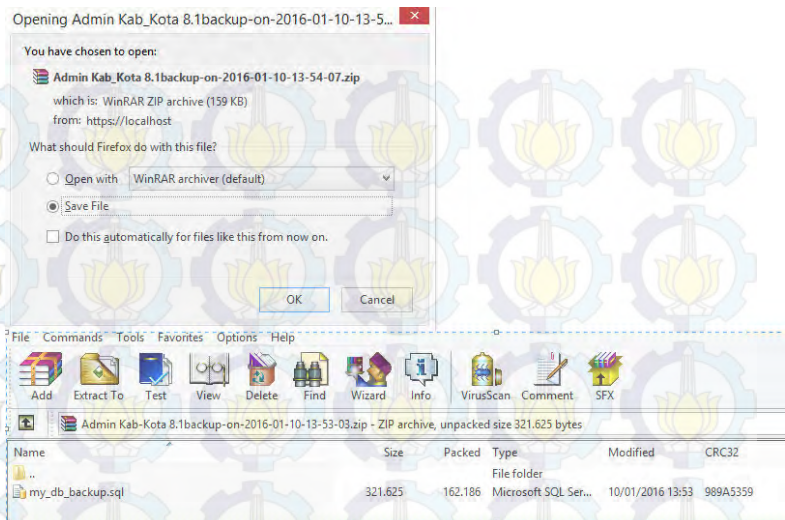 Opening Admin Kab_Kota 8.1backup-on-2016-01-10-13-5...
You have chosen to open:
Admin Kab_Kota 8.1backup-on-2016-01-10-13-54-07.zip
which is: WinRAR ZIP archive (159 KB)
from: https://localhost
What should Firefox do with this file?
Open with WinRAR archiver (default)
Save File
Do this automatically for files like this from now on.
OK Cancel
File Commands Tools Favorites Options Help
Add Extract To Test View Delete Find Wizard Info VirusScan Comment SFX
Admin Kab-Kota 8.1backup-on-2016-01-10-13-53-03.zip - ZIP archive, unpacked size 321.625 bytes
Name Size Packed Type Modified CRC32
.. File folder
my_db_backup.sql 321.625 162.186 Microsoft SQL Ser... 10/01/2016 13:53 989A5359